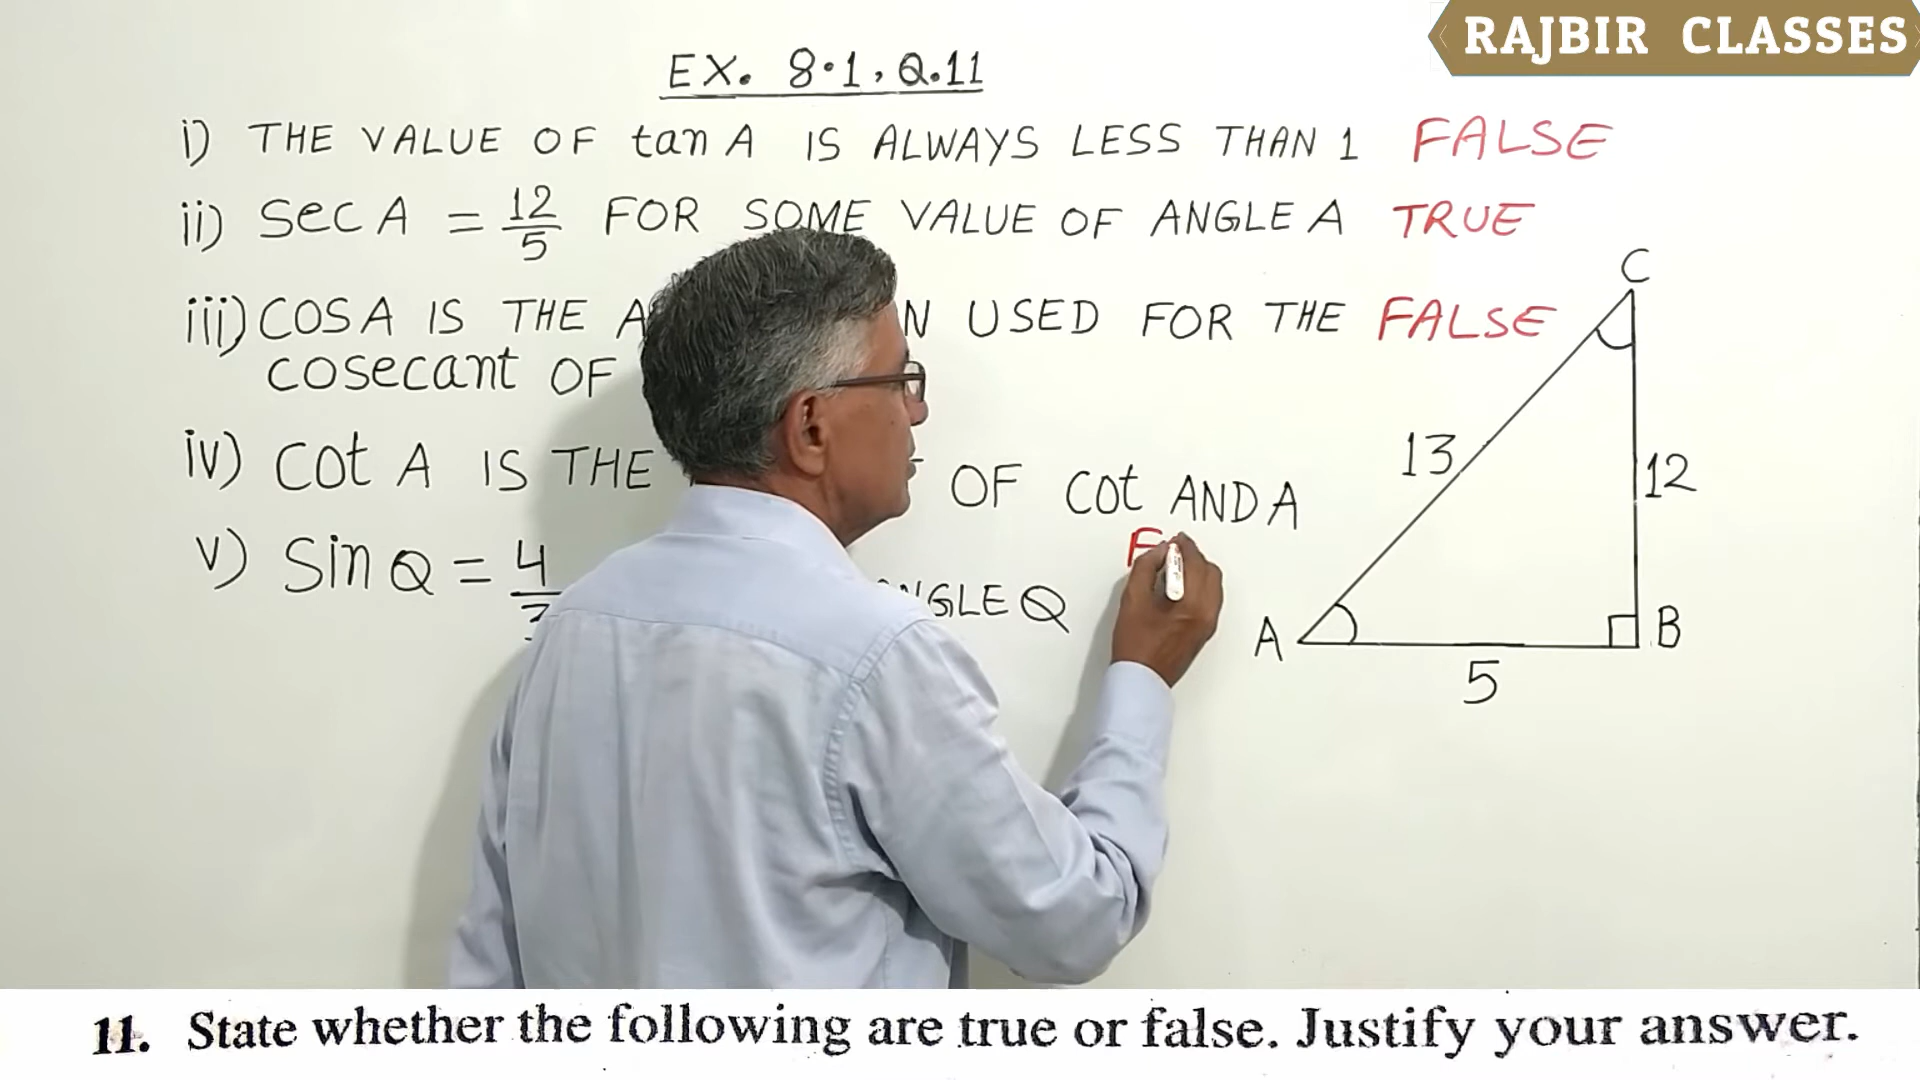 RAJBIR CLASSES
EX. 8.1, Q.11
i) THE VALUE OF tan A IS ALWAYS LESS THAN 1 FALSE
ii) Sec A = 12/5 FOR SOME VALUE OF ANGLE A TRUE
iii) COS A IS THE USED FOR THE FALSE
cosecant OF
iv) Cot A IS THE OF Cot AND A
F
v) Sin Q = 4 Q
C
13
12
A
B
5
11. State whether the following are true or false. Justify your answer.